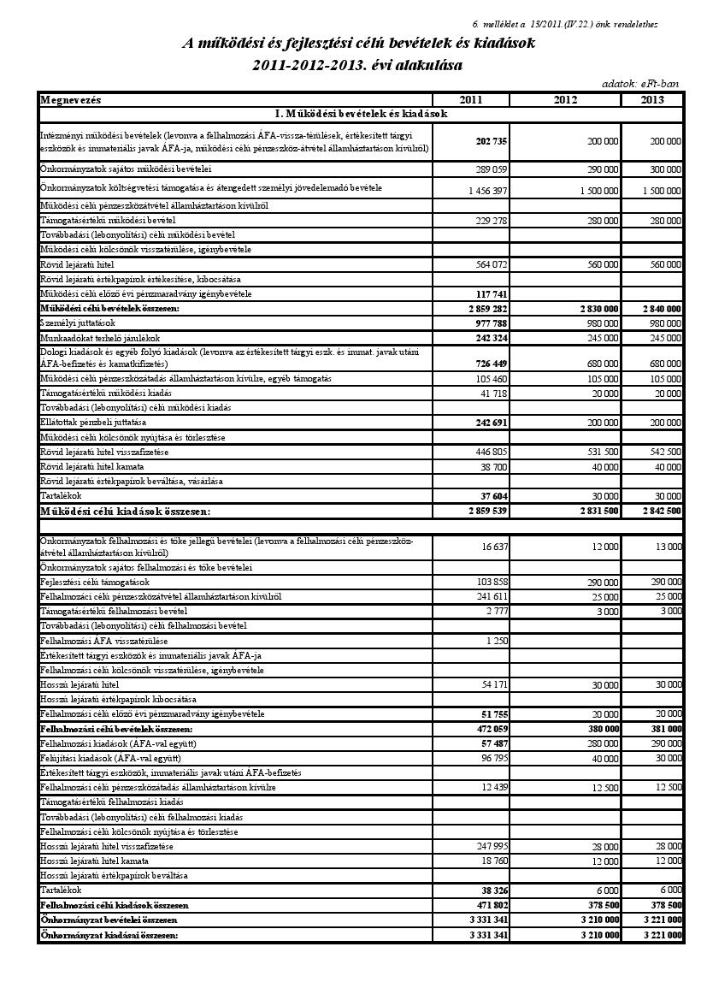 6. melléklet a 13/2011.(IV.22.) önk. rendelethez
A működési és fejlesztési célú bevételek és kiadások
2011-2012-2013. évi alakulása
adatok: eFt-ban
Megnevezés 2011 2012 2013
I. Működési bevételek és kiadások
Intézményi működési bevételek (levonva a felhalmozási ÁFA-vissza-térülések, értékesített tárgyi
eszközök és immateriális javak ÁFA-ja, működési célú pénzeszköz-átvétel államháztartáson kívülről) 202 735 200 000 200 000
Önkormányzatok sajátos működési bevételei 289 059 290 000 300 000
Önkormányzatok költségvetési támogatása és átengedett személyi jövedelemadó bevétele 1 456 397 1 500 000 1 500 000
Működési célú pénzeszközátvétel államháztartáson kívülről
Támogatásértékű működési bevétel 229 278 280 000 280 000
Továbbadási (lebonyolítási) célú működési bevétel
Működési célú kölcsönök visszatérülése, igénybevétele
Rövid lejáratú hitel 564 072 560 000 560 000
Rövid lejáratú értékpapírok értékesítése, kibocsátása
Működési célú előző évi pénzmaradvány igénybevétele 117 741
Működési célú bevételek összesen: 2 859 282 2 830 000 2 840 000
Személyi juttatások 977 788 980 000 980 000
Munkaadókat terhelő járulékok 242 324 245 000 245 000
Dologi kiadások és egyéb folyó kiadások (levonva az értékesített tárgyi eszk. és immat. javak utáni
ÁFA-befizetés és kamatkifizetés) 726 449 680 000 680 000
Működési célú pénzeszközátadás államháztartáson kívülre, egyéb támogatás 105 460 105 000 105 000
Támogatásértékű működési kiadás 41 718 20 000 20 000
Továbbadási (lebonyolítási) célú működési kiadás
Ellátottak pénzbeli juttatása 242 691 200 000 200 000
Működési célú kölcsönök nyújtása és törlesztése
Rövid lejáratú hitel visszafizetése 446 805 531 500 542 500
Rövid lejáratú hitel kamata 38 700 40 000 40 000
Rövid lejáratú értékpapírok beváltása, vásárlása
Tartalékok 37 604 30 000 30 000
Működési célú kiadások összesen: 2 859 539 2 831 500 2 842 500
Önkormányzatok felhalmozási és tőke jellegű bevételei (levonva a felhalmozási célú pénzeszköz-
átvétel államháztartáson kívülről) 16 637 12 000 13 000
Önkormányzatok sajátos felhalmozási és tőke bevételei
Fejlesztési célú támogatások 103 858 290 000 290 000
Felhalmozáci célú pénzeszközátvétel államháztartáson kívülről 241 611 25 000 25 000
Támogatásértékű felhalmozási bevétel 2 777 3 000 3 000
Továbbadási (lebonyolítási) célú felhalmozási bevétel
Felhalmozási ÁFA visszatérülése 1 250
Értékesített tárgyi eszközök és immateriális javak ÁFA-ja
Felhalmozási célú kölcsönök visszatérülése, igénybevétele
Hosszú lejáratú hitel 54 171 30 000 30 000
Hosszú lejáratú értékpapírok kibocsátása
Felhalmozási célú előző évi pénzmaradvány igénybevétele 51 755 20 000 20 000
Felhalmozási célú bevételek összesen: 472 059 380 000 381 000
Felhalmozási kiadások (ÁFA-val együtt) 57 487 280 000 290 000
Felújítási kiadások (ÁFA-val együtt) 96 795 40 000 30 000
Értékesített tárgyi eszközök, immateriális javak utáni ÁFA-befizetés
Felhalmozási célú pénzeszközátadás államháztartáson kívülre 12 439 12 500 12 500
Támogatásértékű felhalmozási kiadás
Továbbadási (lebonyolítási) célú felhalmozási kiadás
Felhalmozási célú kölcsönök nyújtása és törlesztése
Hosszú lejáratú hitel visszafizetése 247 995 28 000 28 000
Hosszú lejáratú hitel kamata 18 760 12 000 12 000
Hosszú lejáratú értékpapírok beváltása
Tartalékok 38 326 6 000 6 000
Felhalmozási célú kiadások összesen 471 802 378 500 378 500
Önkormányzat bevételei összesen 3 331 341 3 210 000 3 221 000
Önkormányzat kiadásai összesen: 3 331 341 3 210 000 3 221 000